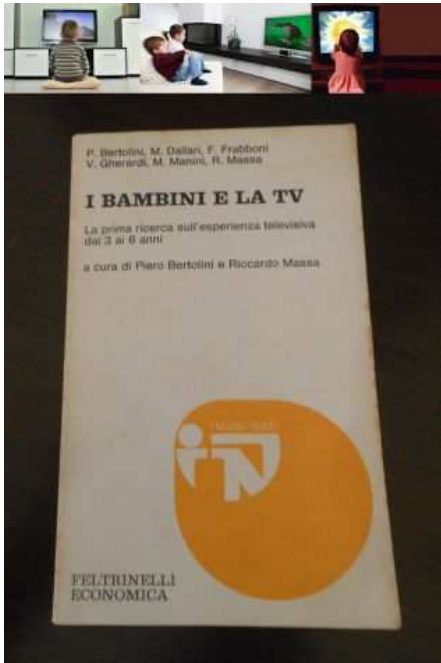 P. Bertolini, M. Dallari, F. Frabboni
V. Gherardi, M. Manini, R. Massa
I BAMBINI E LA TV
La prima ricerca sull'esperienza televisiva
dai 3 ai 6 anni
a cura di Piero Bertolini e Riccardo Massa
FELTRINELLI
ECONOMICA